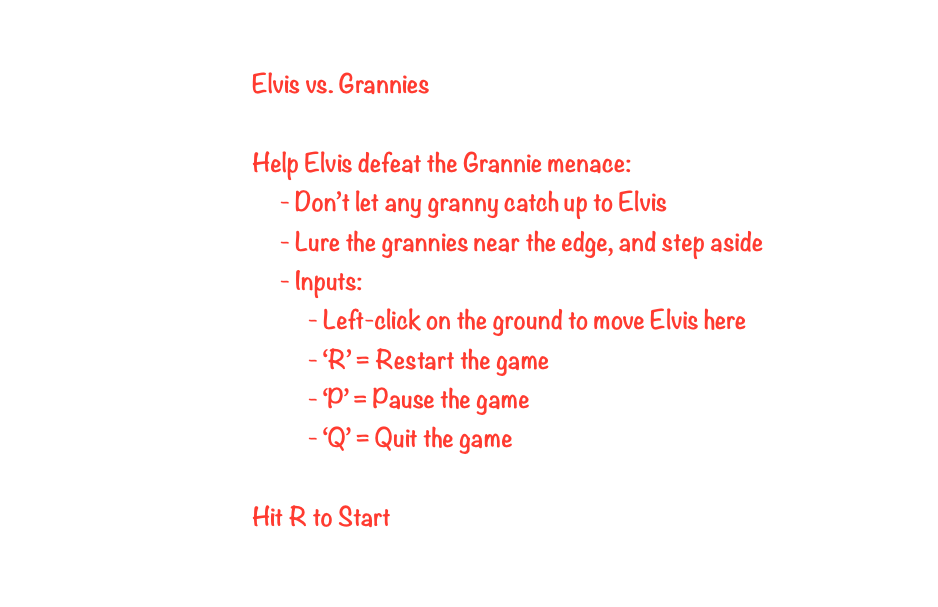 Elvis vs. Grannies
Help Elvis defeat the Grannie menace:
- Don’t let any granny catch up to Elvis
- Lure the grannies near the edge, and step aside
- Inputs:
- Left-click on the ground to move Elvis here
- ‘R’ = Restart the game
- ‘P’ = Pause the game
- ‘Q’ = Quit the game
Hit R to Start